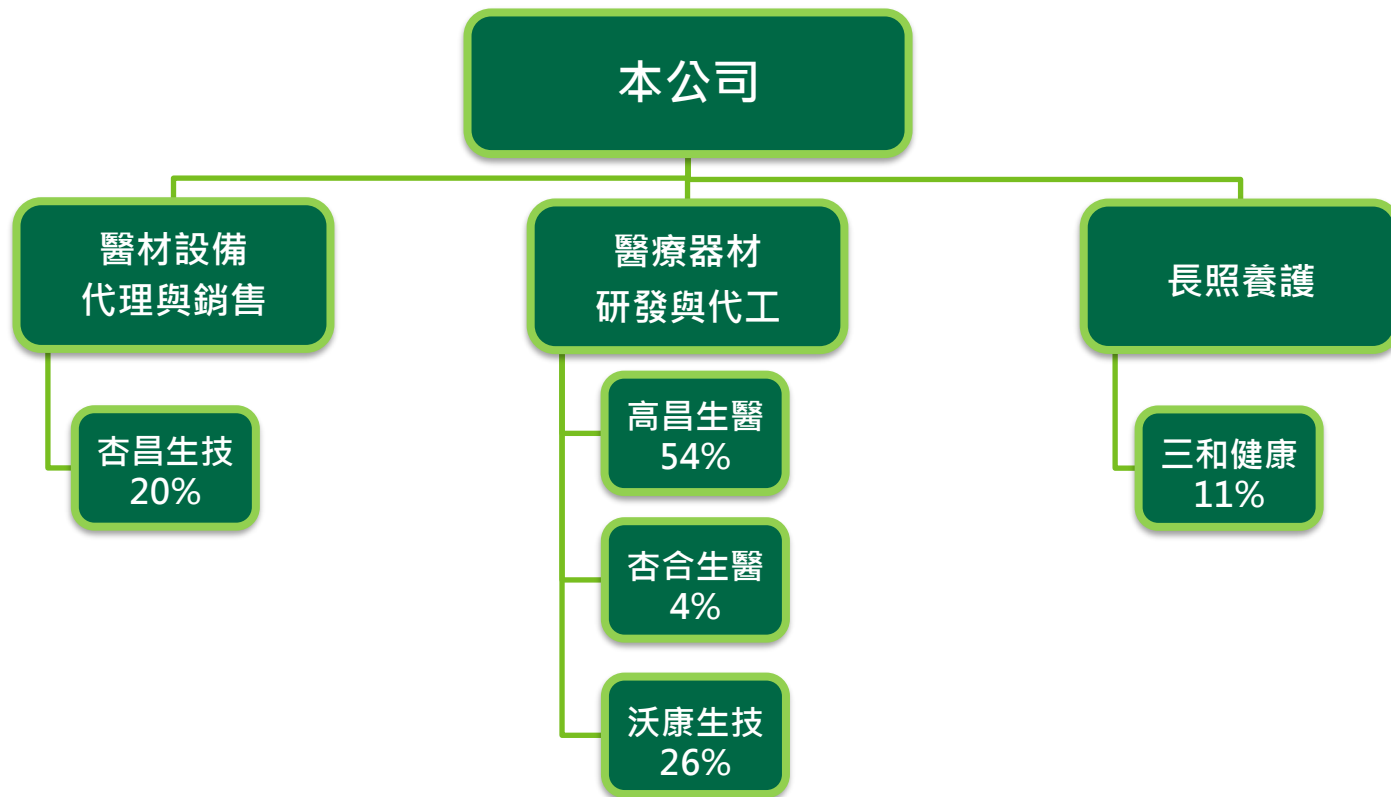 本公司
醫材設備
代理與銷售
醫療器材
研發與代工
長照養護
杏昌生技
20%
高昌生醫
54%
杏合生醫
4%
沃康生技
26%
三和健康
11%